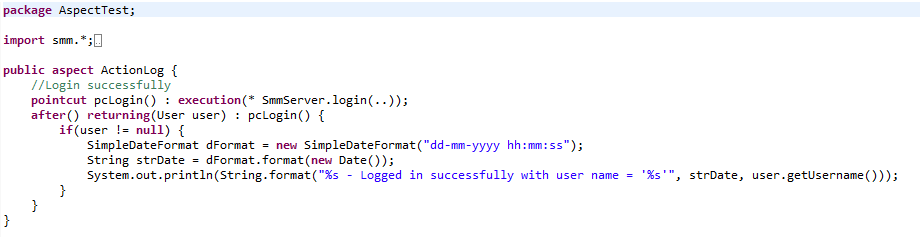 package AspectTest;
import smm.*;
public aspect ActionLog {
//Login successfully
pointcut pcLogin() : execution(* SmmServer.login(..));
after() returning(User user) : pcLogin() {
if(user != null) {
SimpleDateFormat dFormat = new SimpleDateFormat("dd-mm-yyyy hh:mm:ss");
String strDate = dFormat.format(new Date());
System.out.println(String.format("%s - Logged in successfully with user name = '%s'", strDate, user.getUsername()));
}
}
}